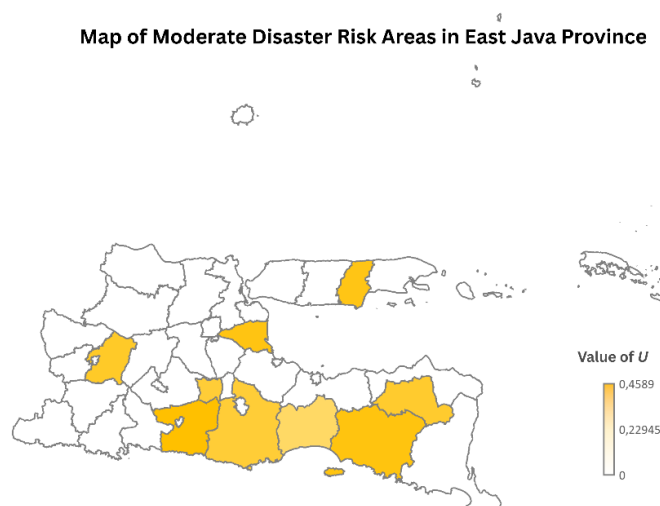 Map of Moderate Disaster Risk Areas in East Java Province
Value of U
0,4589
0,22945
0